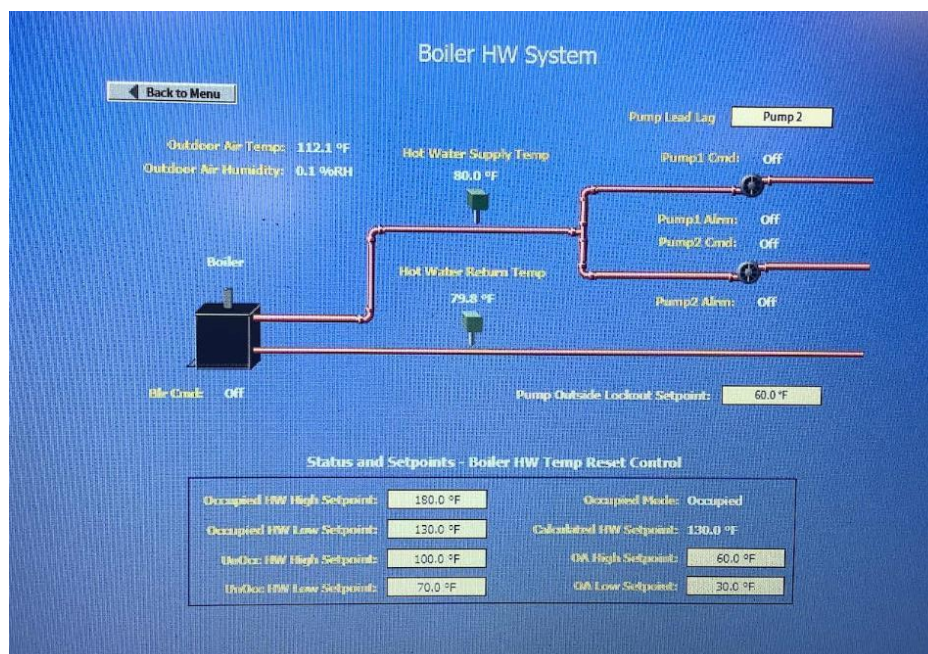 Boiler HW System
Back to Menu
Pump Lead Lag Pump 2
Outdoor Air Temp: 112.1 °F
Outdoor Air Humidity: 0.1 %RH
Hot Water Supply Temp
80.0 °F
Pump1 Cmd: Off
Pump1 Alrm: Off
Pump2 Cmd: Off
Boiler
Hot Water Return Temp
79.8 °F
Pump2 Alrm: Off
Blr Cmd: Off
Pump Outside Lockout Setpoint: 60.0 °F
Status and Setpoints - Boiler HW Temp Reset Control
Occupied HW High Setpoint: 180.0 °F
Occupied Mode: Occupied
Occupied HW Low Setpoint: 130.0 °F
Calculated HW Setpoint: 130.0 °F
UnOcc HW High Setpoint: 100.0 °F
OA High Setpoint: 60.0 °F
UnOcc HW Low Setpoint: 70.0 °F
OA Low Setpoint: 30.0 °F